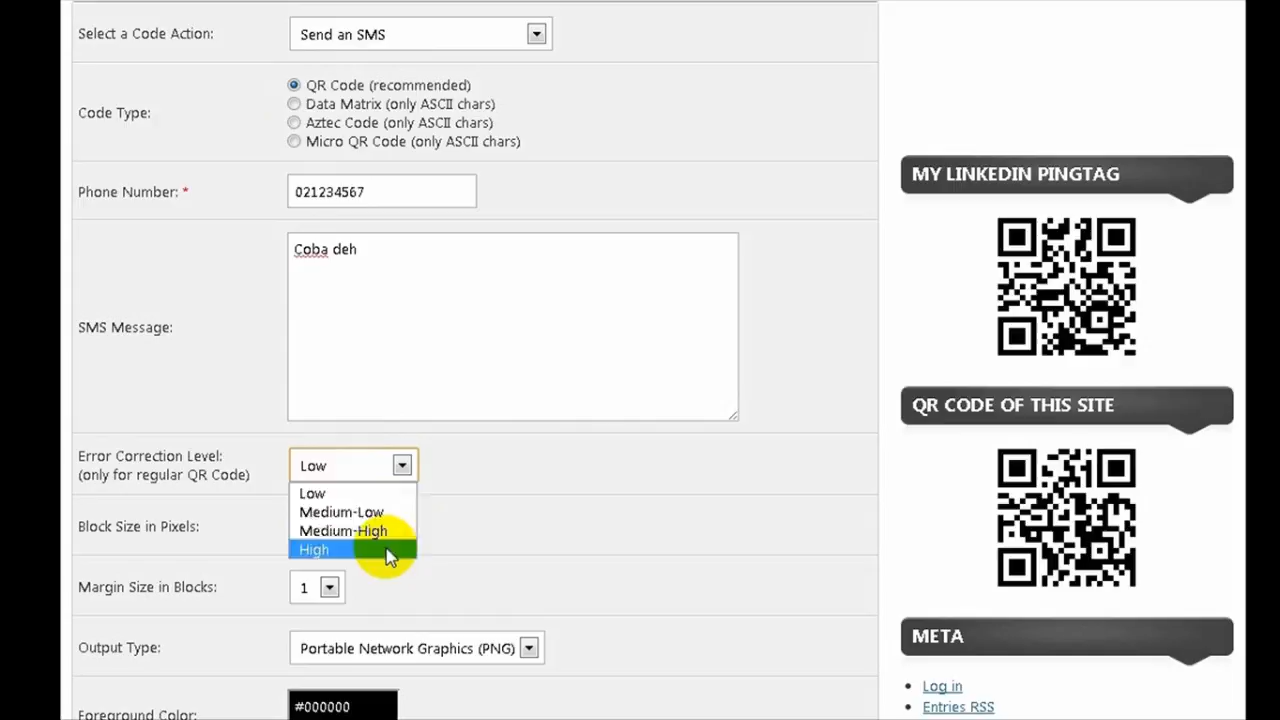 Select a Code Action:
Send an SMS
Code Type:
QR Code (recommended)
Data Matrix (only ASCII chars)
Aztec Code (only ASCII chars)
Micro QR Code (only ASCII chars)
Phone Number: *
021234567
SMS Message:
Coba deh
Error Correction Level:
(only for regular QR Code)
Low
Low
Medium-Low
Medium-High
High
Block Size in Pixels:
Margin Size in Blocks:
1
Output Type:
Portable Network Graphics (PNG)
Foreground Color:
#000000
MY LINKEDIN PINGTAG
QR CODE OF THIS SITE
META
Log in
Entries RSS